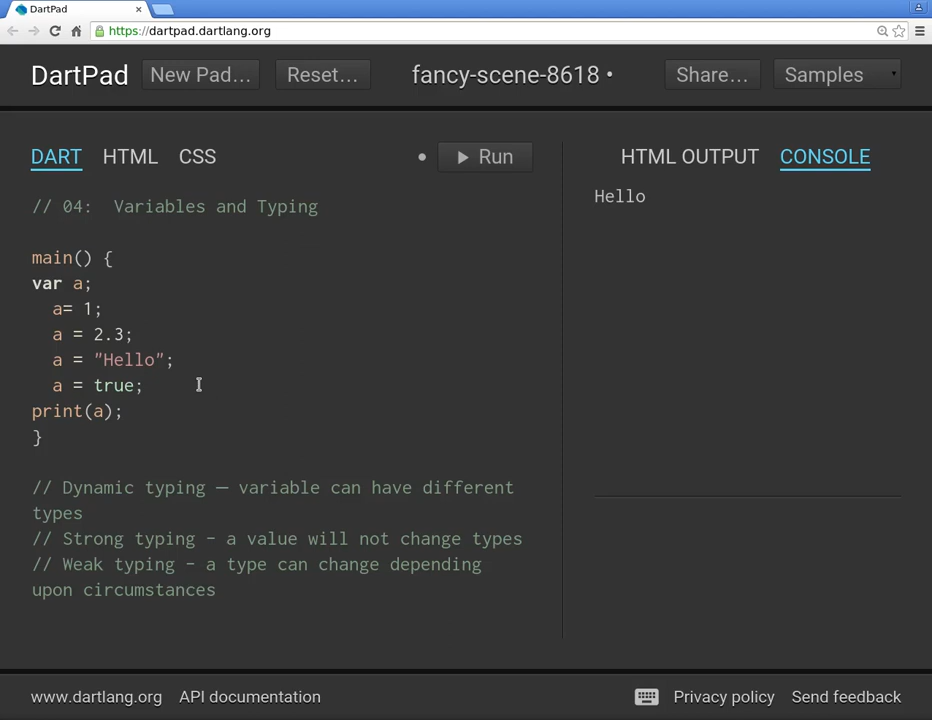 DartPad
https://dartpad.dartlang.org
DartPad New Pad... Reset... fancy-scene-8618 • Share... Samples
DART HTML CSS Run HTML OUTPUT CONSOLE
Hello
// 04:  Variables and Typing
main() {
var a;
a= 1;
a = 2.3;
a = "Hello";
a = true;
print(a);
}
// Dynamic typing — variable can have different
types
// Strong typing – a value will not change types
// Weak typing – a type can change depending
upon circumstances
www.dartlang.org API documentation Privacy policy Send feedback